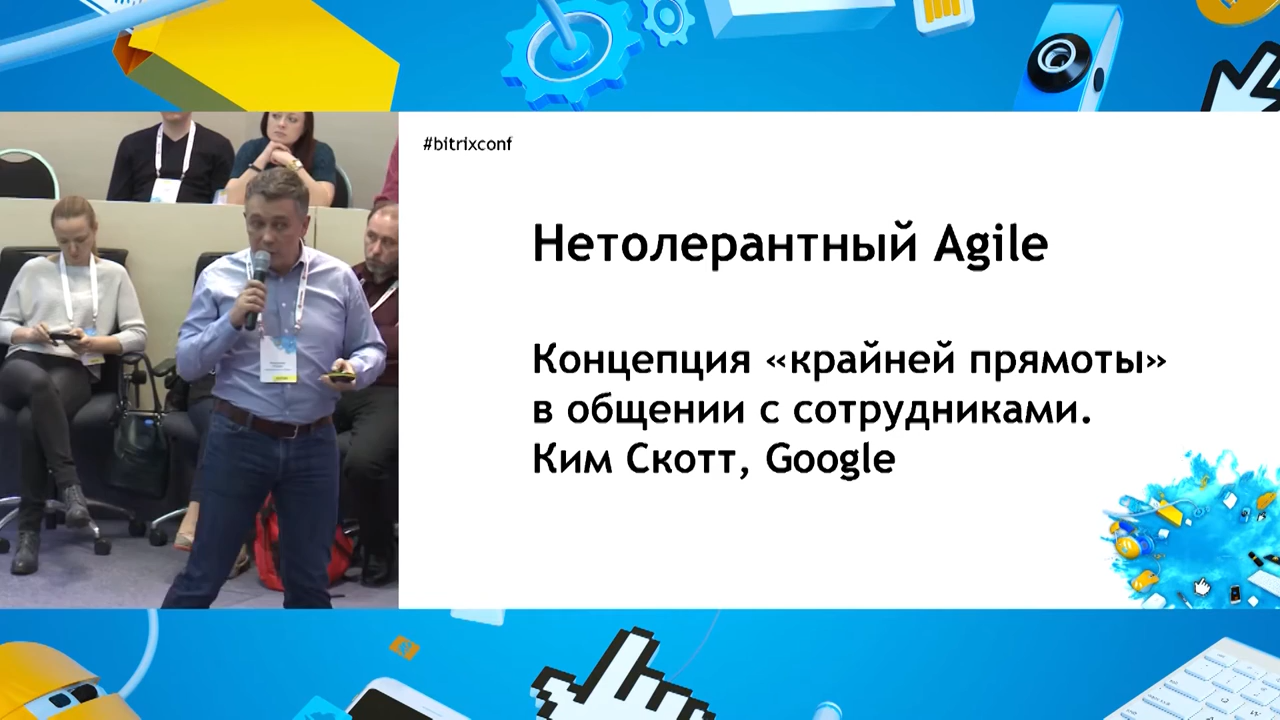 #bitrixconf
Нетолерантный Agile
Концепция «крайней прямоты»
в общении с сотрудниками.
Ким Скотт, Google